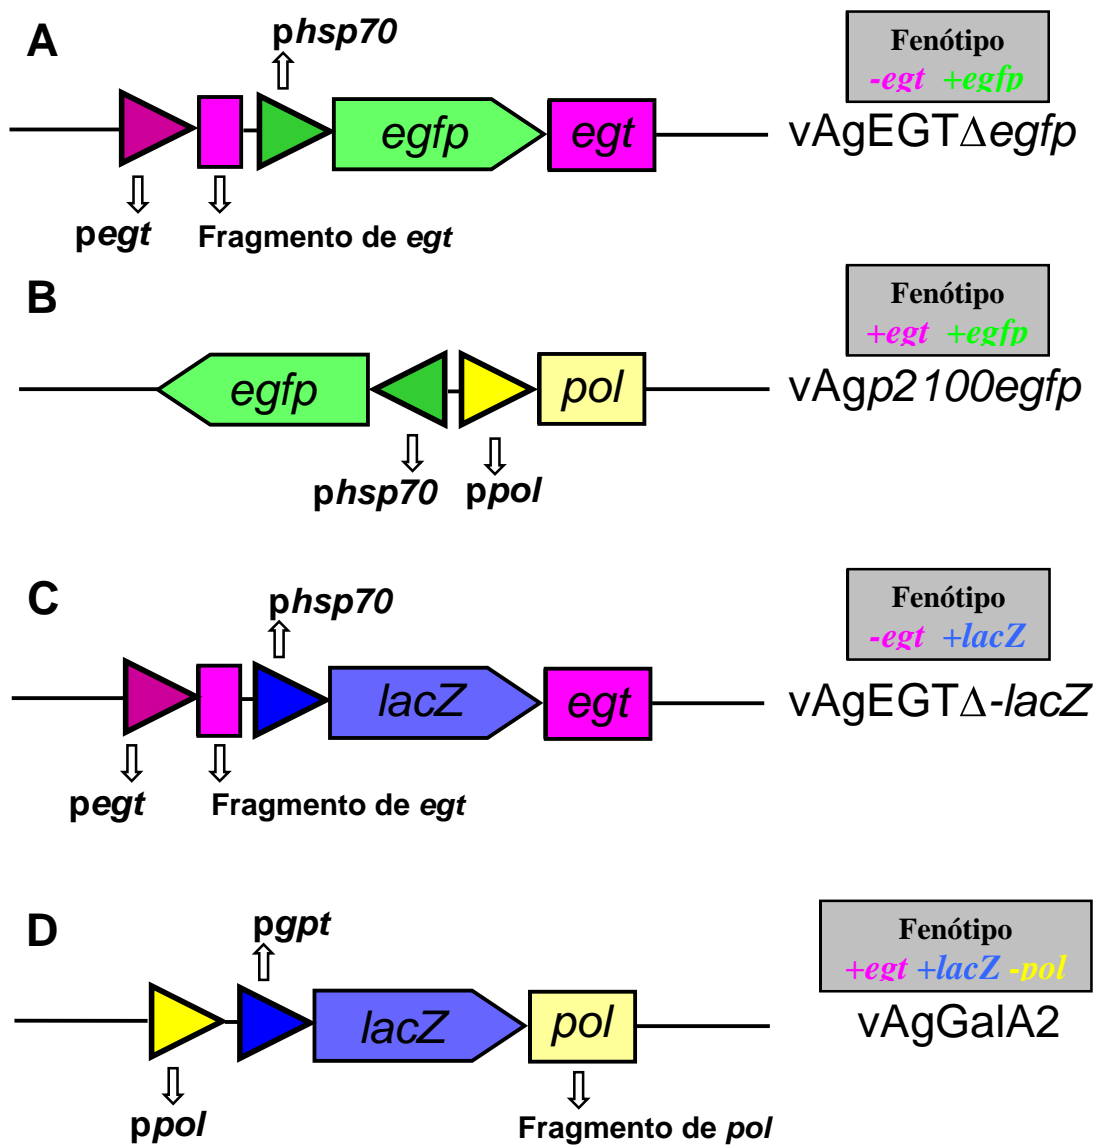 A
phsp70
Fenótipo
-egt +egfp
egfp
egt
vAgEGTΔegfp
pegt
Fragmento de egt
B
Fenótipo
+egt +egfp
egfp
pol
vAgp2100egfp
phsp70
ppol
C
phsp70
Fenótipo
-egt +lacZ
lacZ
egt
vAgEGTΔ-lacZ
pegt
Fragmento de egt
D
pgpt
Fenótipo
+egt +lacZ -pol
lacZ
pol
vAgGalA2
ppol
Fragmento de pol